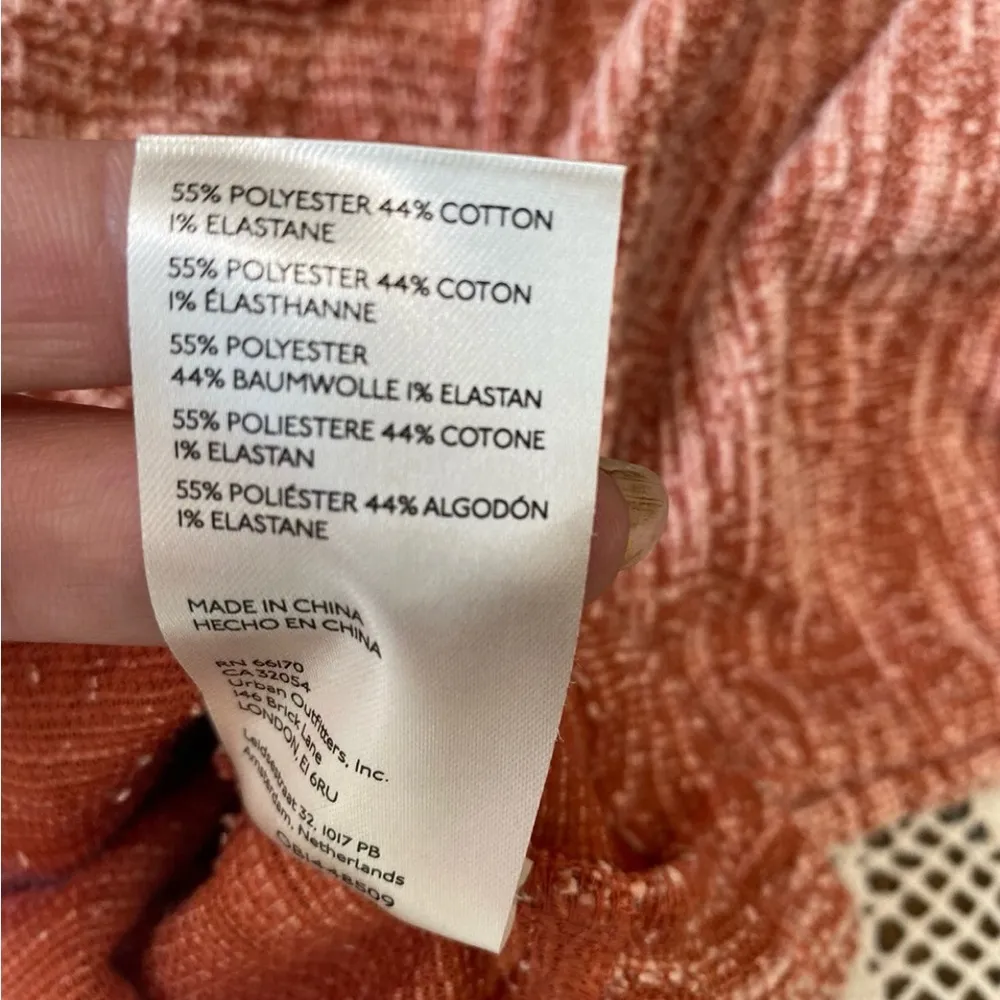 55% POLYESTER 44% COTTON
1% ELASTANE
55% POLYESTER 44% COTON
1% ÉLASTHANNE
55% POLYESTER
44% BAUMWOLLE 1% ELASTAN
55% POLIESTERE 44% COTONE
1% ELASTAN
55% POLIÉSTER 44% ALGODÓN
1% ELASTANE
MADE IN CHINA
HECHO EN CHINA
RN 66170
CA 32054
Urban Outfitters, Inc.
146 Brick Lane
LONDON, E1 6RU
Leidsestraat 32, 1017 PB
Amsterdam, Netherlands